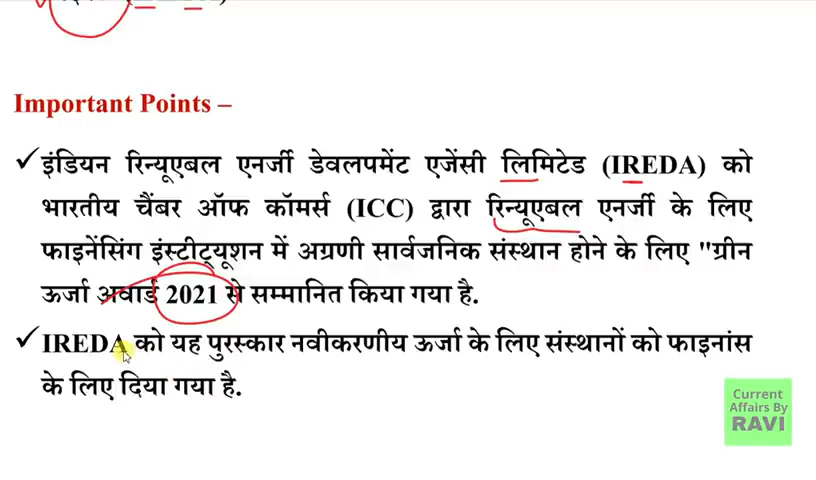 Important Points –
✓ इंडियन रिन्यूएबल एनर्जी डेवलपमेंट एजेंसी लिमिटेड (IREDA) को
भारतीय चैंबर ऑफ कॉमर्स (ICC) द्वारा रिन्यूएबल एनर्जी के लिए
फाइनेंसिंग इंस्टीट्यूशन में अग्रणी सार्वजनिक संस्थान होने के लिए "ग्रीन
ऊर्जा अवार्ड 2021 से सम्मानित किया गया है.
✓ IREDA को यह पुरस्कार नवीकरणीय ऊर्जा के लिए संस्थानों को फाइनांस
के लिए दिया गया है.
Current
Affairs By
RAVI